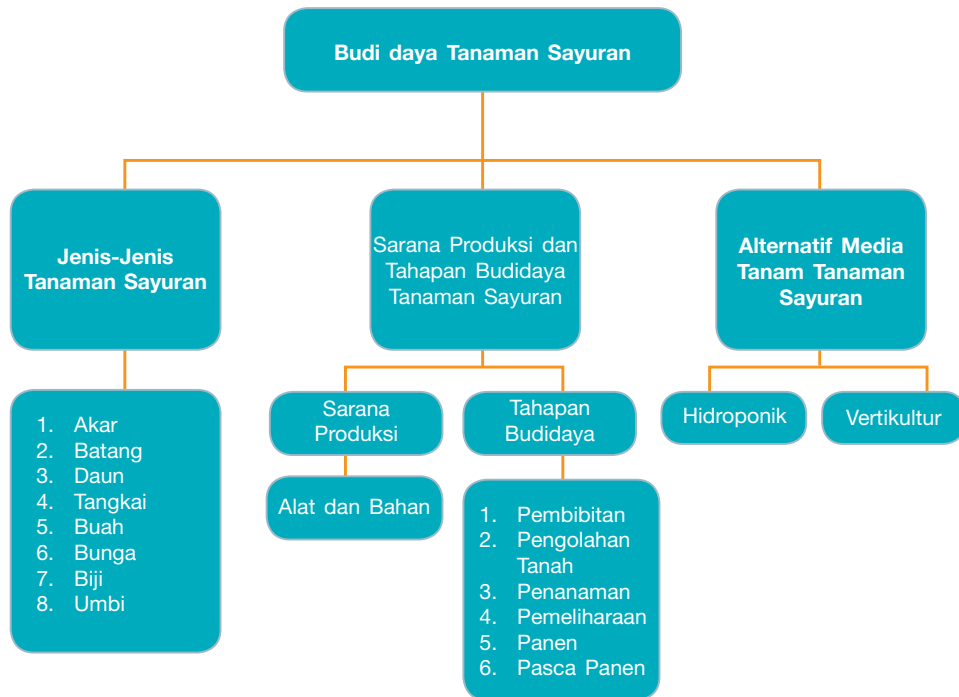 Budi daya Tanaman Sayuran
Jenis-Jenis
Tanaman Sayuran
1. Akar
2. Batang
3. Daun
4. Tangkai
5. Buah
6. Bunga
7. Biji
8. Umbi
Sarana Produksi dan
Tahapan Budidaya
Tanaman Sayuran
Sarana
Produksi
Alat dan Bahan
Tahapan
Budidaya
1. Pembibitan
2. Pengolahan
Tanah
3. Penanaman
4. Pemeliharaan
5. Panen
6. Pasca Panen
Alternatif Media
Tanam Tanaman
Sayuran
Hidroponik
Vertikultur